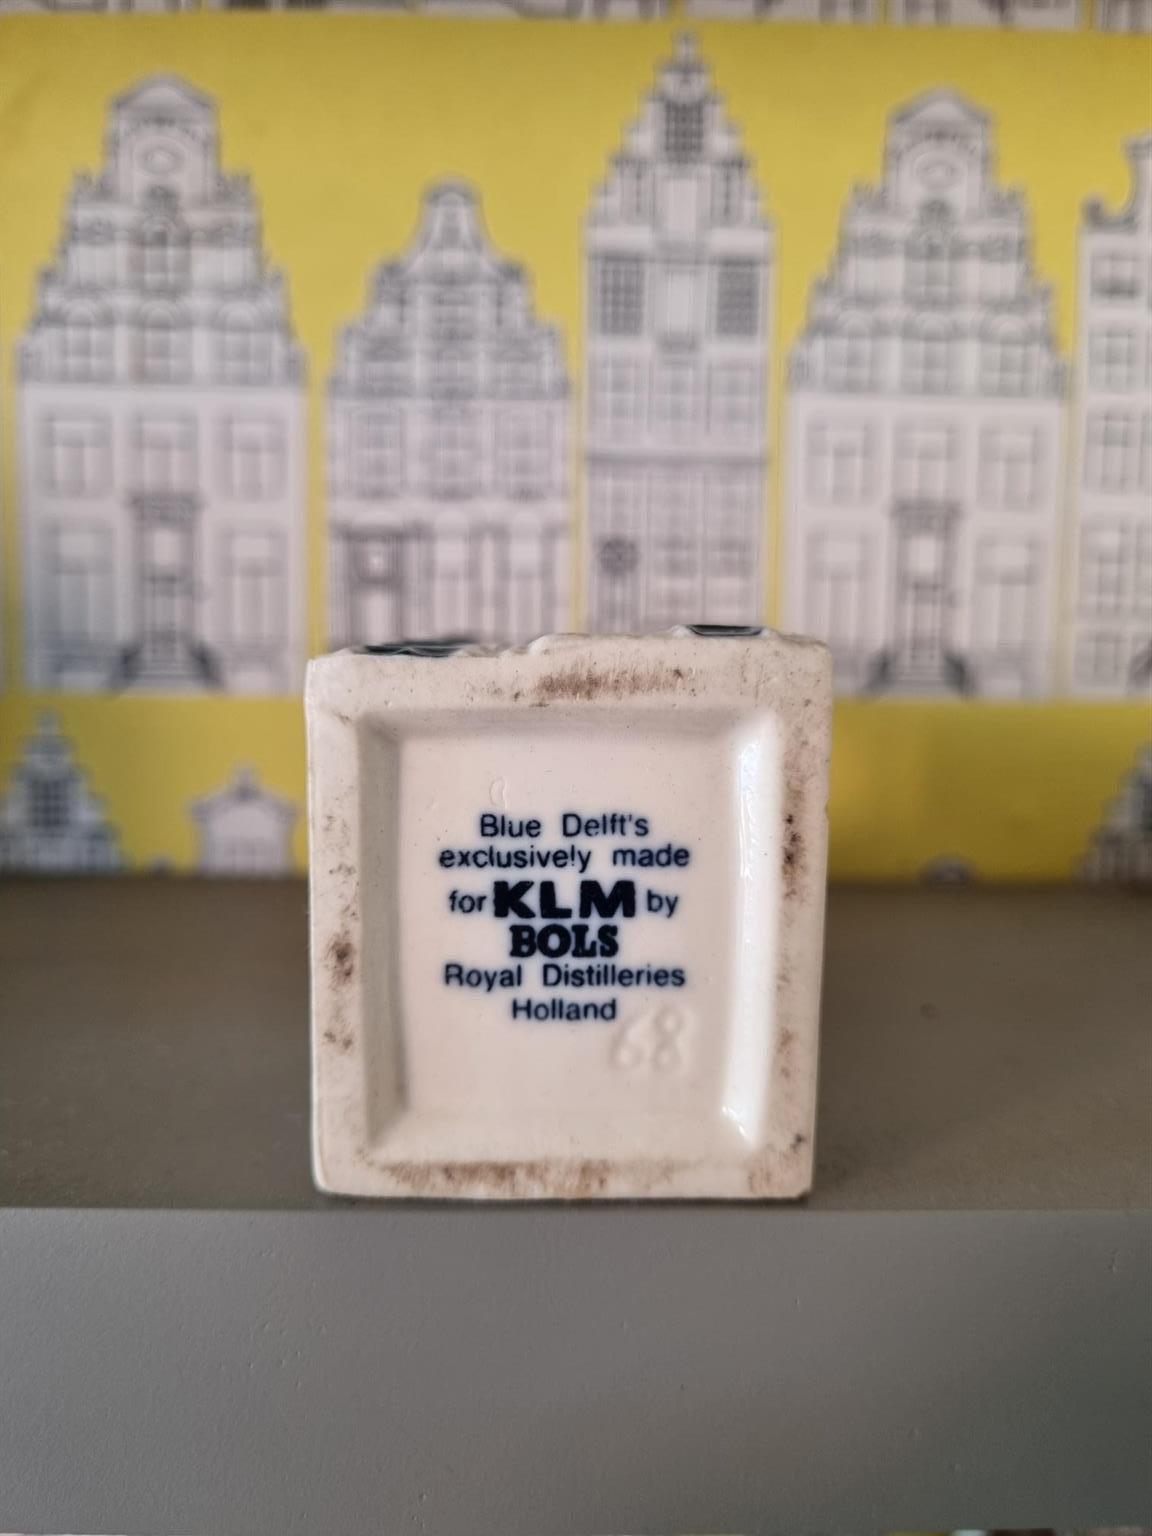 Blue Delft's
exclusively made
for KLM by
BOLS
Royal Distilleries
Holland
68